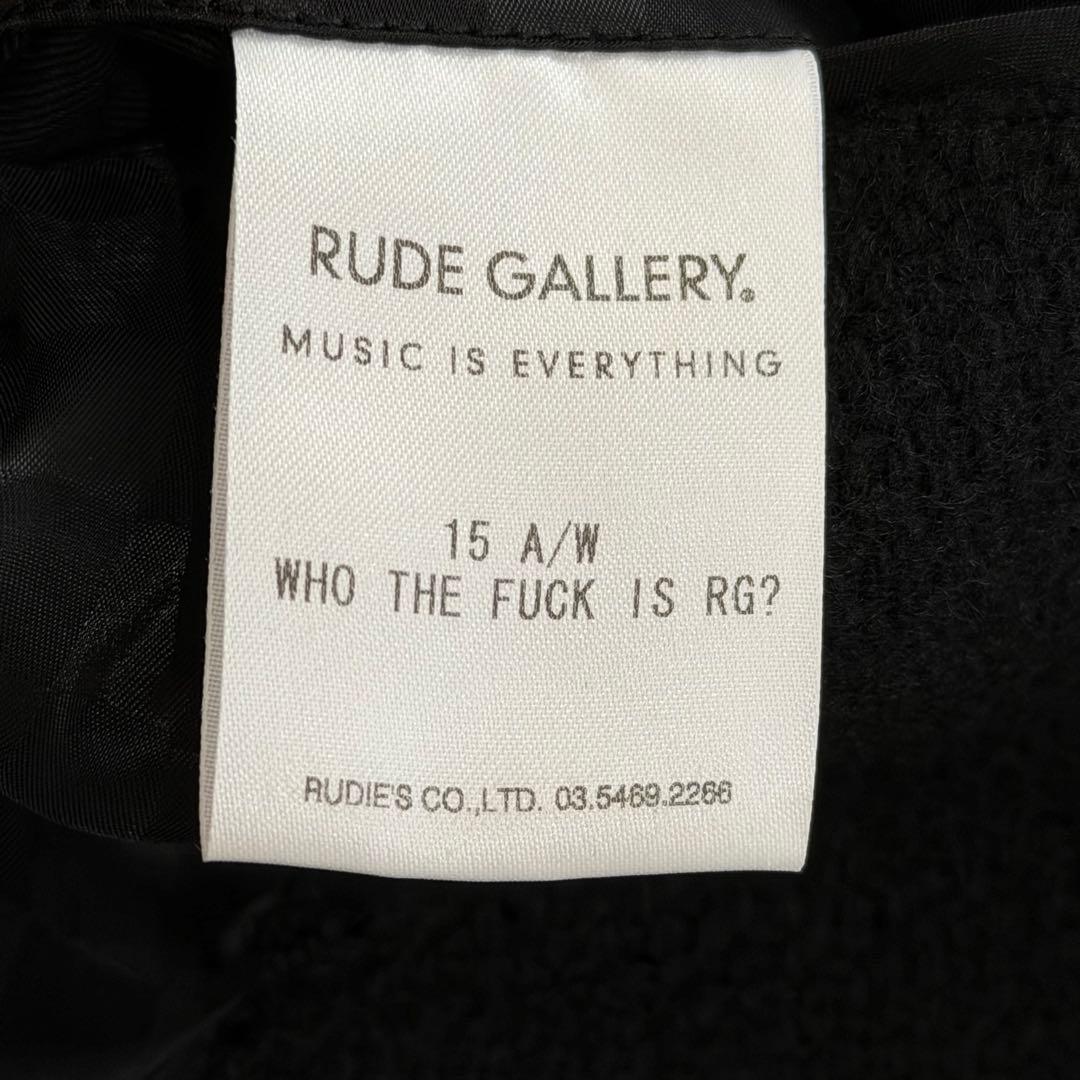 RUDE GALLERY®
MUSIC IS EVERYTHING
15 A/W
WHO THE FUCK IS RG?
RUDIE'S CO.,LTD. 03.5469.2266